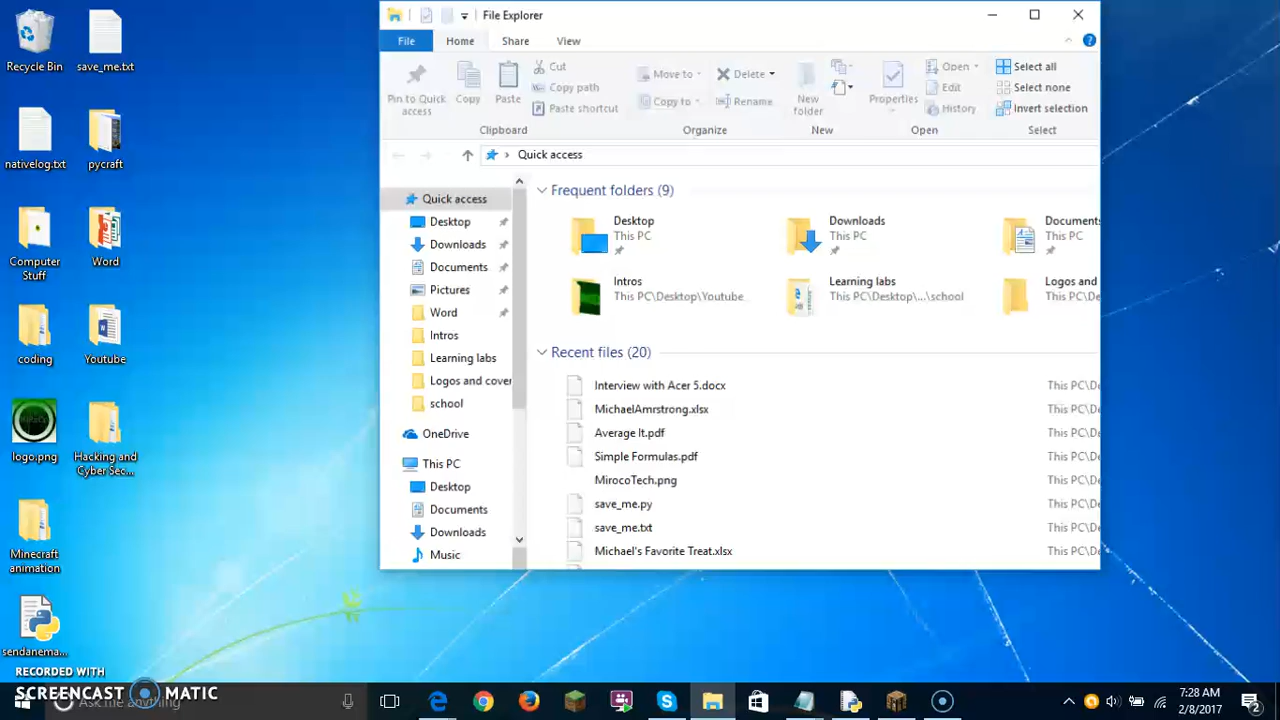 Recycle Bin
save_me.txt
nativelog.txt
pycraft
Computer
Stuff
Word
coding
Youtube
logo.png
Hacking and
Cyber Sec...
Minecraft
animation
sendanema...
RECORDED WITH
SCREENCAST MATIC
File Explorer
File Home Share View
Pin to Quick
access
Copy
Paste
Cut
Copy path
Paste shortcut
Clipboard
Move to
Copy to
Delete
Rename
Organize
New
folder
New
Properties
Open
Edit
History
Open
Select all
Select none
Invert selection
Select
Quick access
Quick access
Desktop
Downloads
Documents
Pictures
Word
Intros
Learning labs
Logos and cover
school
OneDrive
This PC
Desktop
Documents
Downloads
Music
Frequent folders (9)
Desktop
This PC
Downloads
This PC
Documents
This PC
Intros
This PC\Desktop\Youtube
Learning labs
This PC\Desktop\...\school
Logos and
This PC\Des
Recent files (20)
Interview with Acer 5.docx This PC\De
MichaelAmrstrong.xlsx This PC\De
Average It.pdf This PC\De
Simple Formulas.pdf This PC\De
MirocoTech.png This PC\De
save_me.py This PC\De
save_me.txt This PC\De
Michael's Favorite Treat.xlsx This PC\De
Ask me anything
7:28 AM
2/8/2017
2